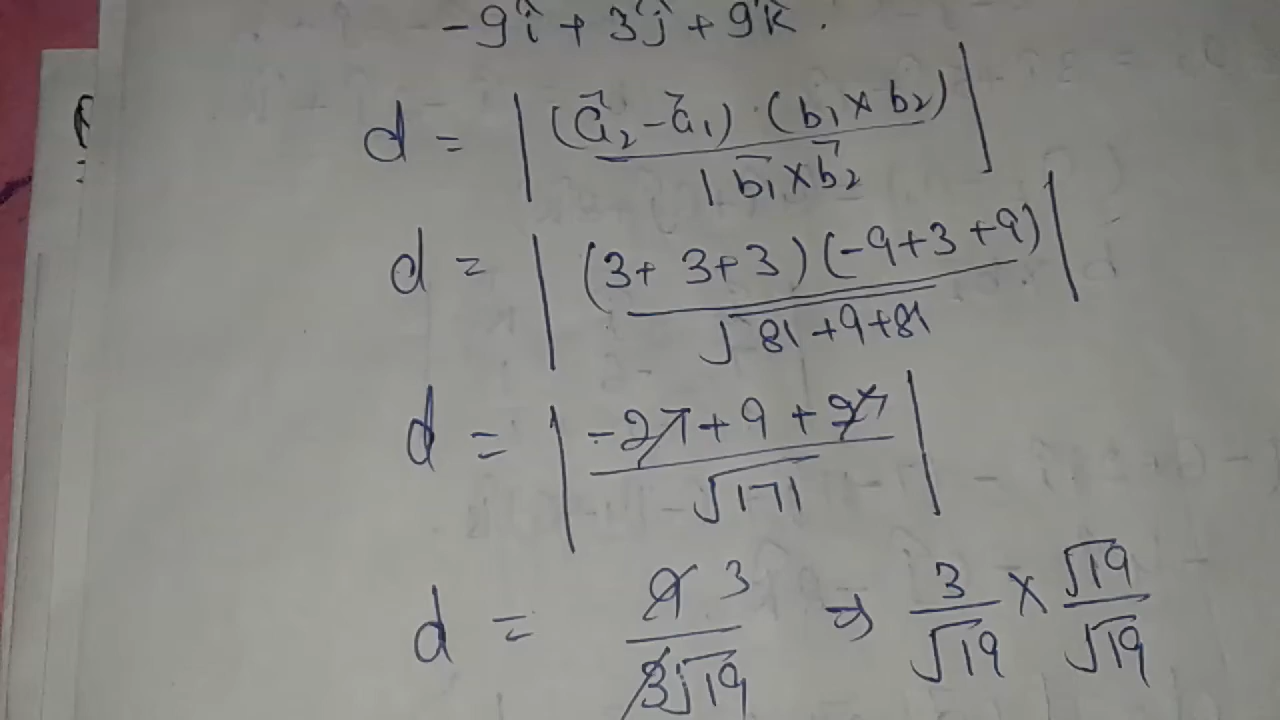 -9î + 3ĵ + 9k̂.
d = |(a⃗₂ - a⃗₁) · (b₁ × b₂) / |b⃗₁ × b⃗₂|
d = |(3 + 3 + 3) (-9 + 3 + 9) / √81 + 9 + 81|
d = |-27 + 9 + 27 / √171|
d = 9 3 / 3√19 ⇒ 3/√19 × √19/√19